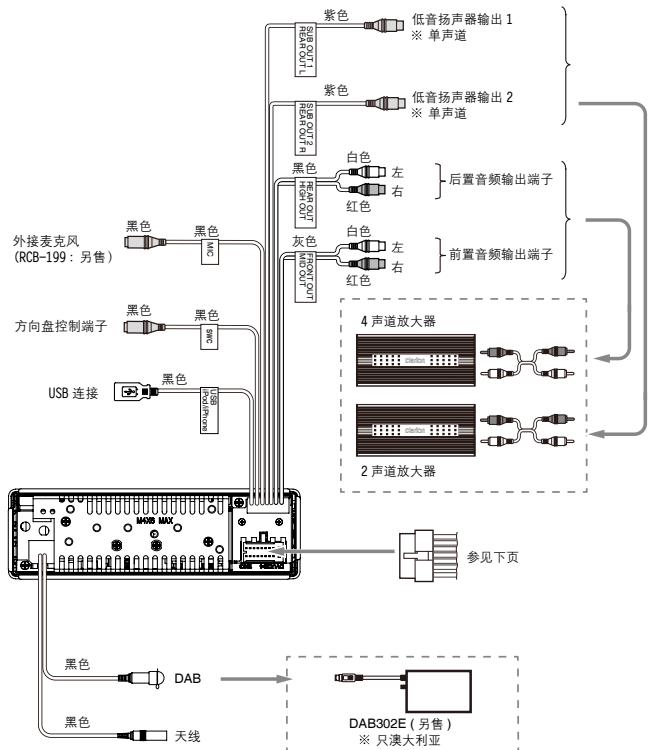 紫色
低音扬声器输出 1
※ 单声道
SUB OUT 1
REAR OUT L
紫色
低音扬声器输出 2
※ 单声道
SUB OUT 2
REAR OUT R
黑色
白色
左
右
红色
后置音频输出端子
REAR OUT
HIGH OUT
灰色
白色
左
右
红色
前置音频输出端子
FRONT OUT
MID OUT
外接麦克风
(RCB-199 : 另售 )
黑色
黑色
MIC
方向盘控制端子
黑色
黑色
SWC
USB 连接
黑色
USB
iPod/iPhone
4 声道放大器
Clarion
Clarion
2 声道放大器
M4X6 MAX
参见下页
黑色
DAB
黑色
天线
DAB302E ( 另售 )
※ 只澳大利亚